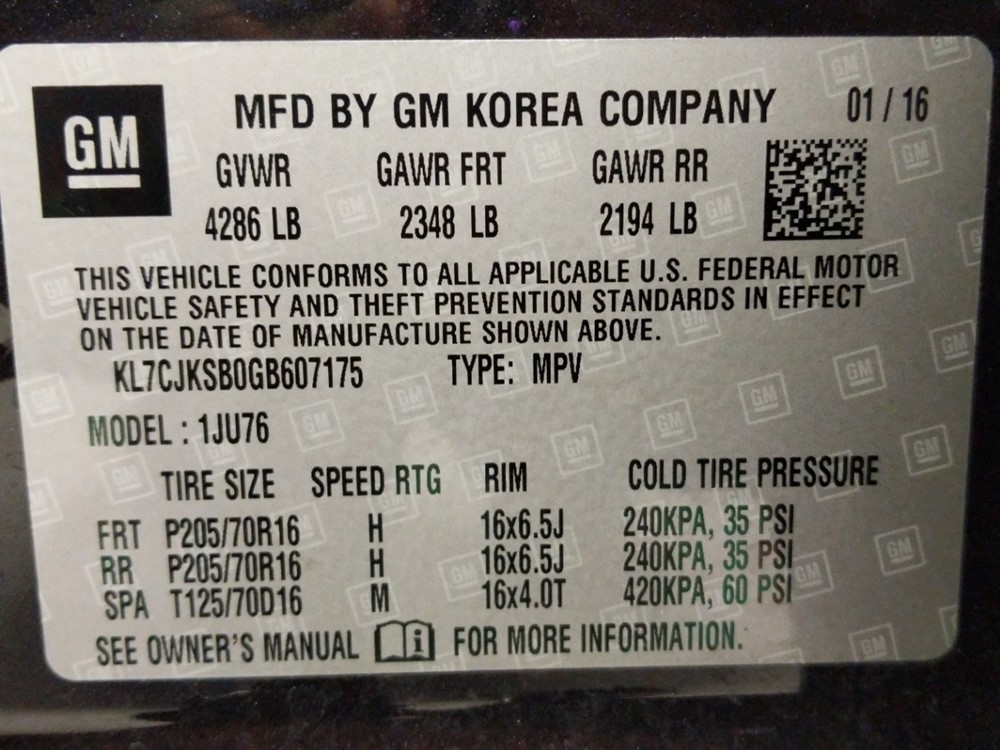 GM
MFD BY GM KOREA COMPANY 01 / 16
GVWR GAWR FRT GAWR RR
4286 LB 2348 LB 2194 LB
THIS VEHICLE CONFORMS TO ALL APPLICABLE U.S. FEDERAL MOTOR
VEHICLE SAFETY AND THEFT PREVENTION STANDARDS IN EFFECT
ON THE DATE OF MANUFACTURE SHOWN ABOVE.
KL7CJKSB0GB607175 TYPE: MPV
MODEL : 1JU76
TIRE SIZE SPEED RTG RIM COLD TIRE PRESSURE
FRT P205/70R16 H 16x6.5J 240KPA, 35 PSI
RR P205/70R16 H 16x6.5J 240KPA, 35 PSI
SPA T125/70D16 M 16x4.0T 420KPA, 60 PSI
SEE OWNER'S MANUAL i FOR MORE INFORMATION.